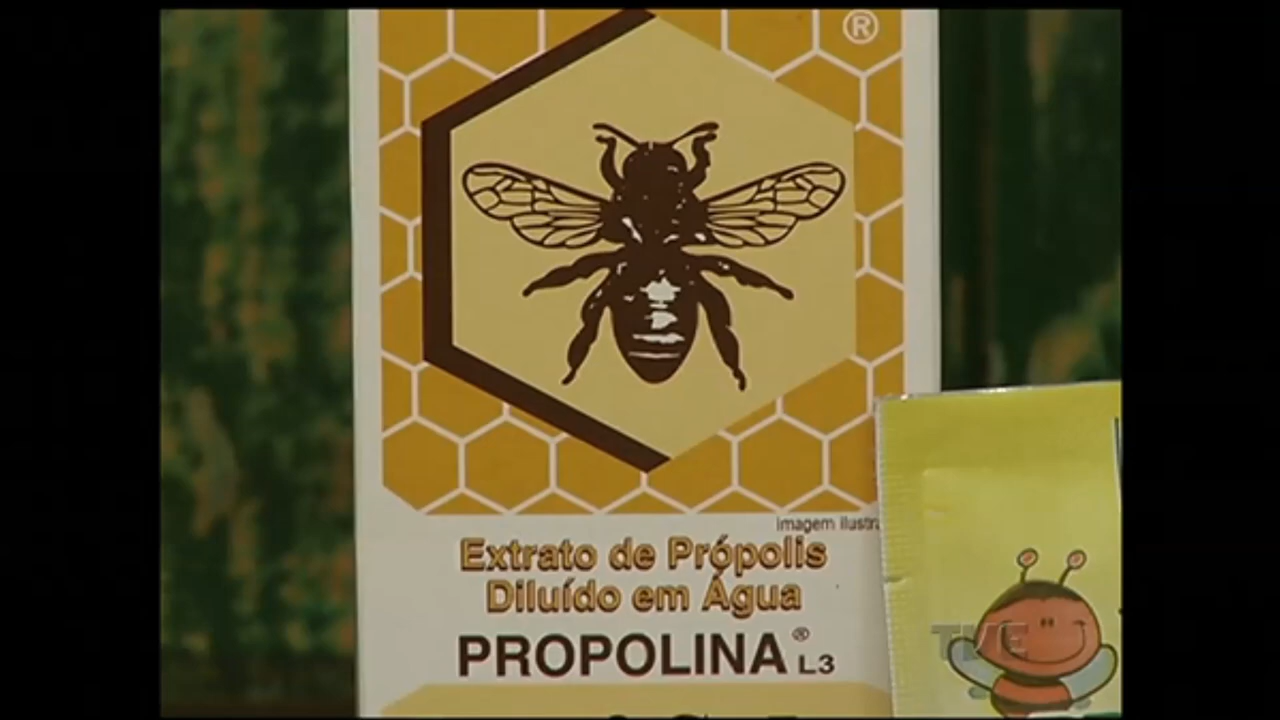 ®
Imagem ilustra
Extrato de Própolis
Diluído em Água
PROPOLINA® L3
TVE